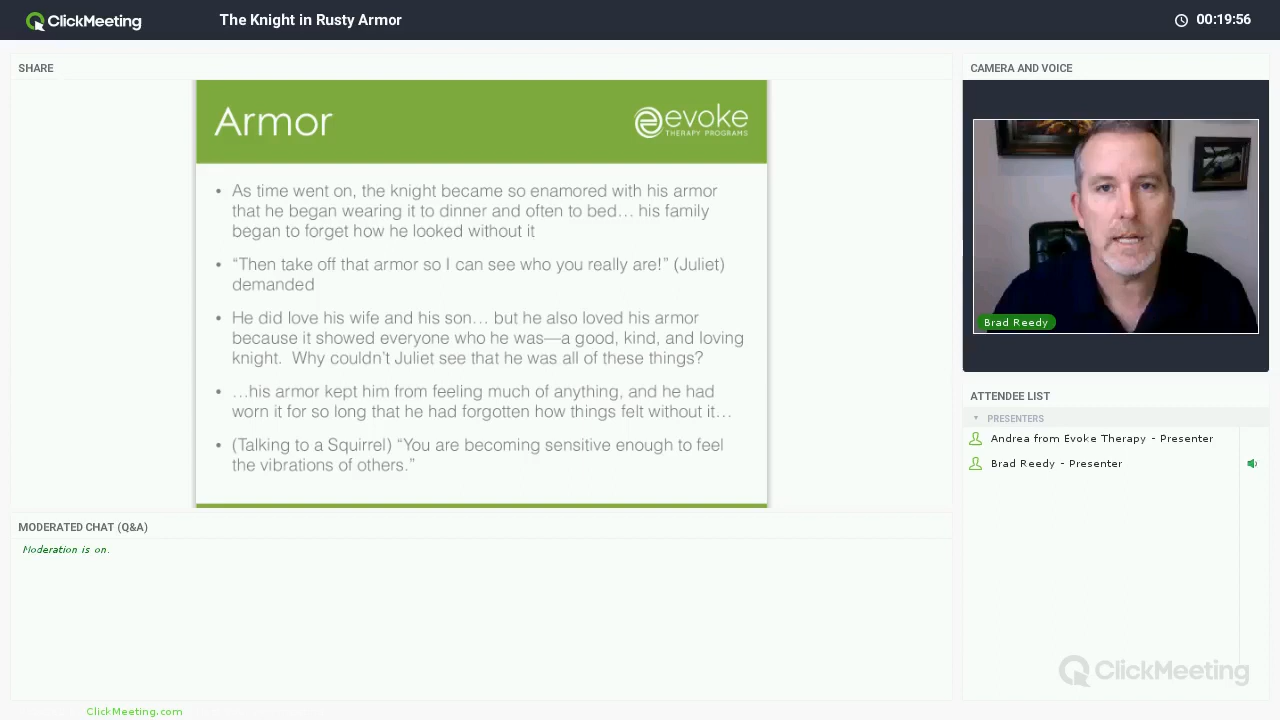 ClickMeeting
The Knight in Rusty Armor
00:19:56
SHARE
Armor
evoke
THERAPY PROGRAMS
• As time went on, the knight became so enamored with his armor
that he began wearing it to dinner and often to bed… his family
began to forget how he looked without it
• “Then take off that armor so I can see who you really are!” (Juliet)
demanded
• He did love his wife and his son… but he also loved his armor
because it showed everyone who he was—a good, kind, and loving
knight. Why couldn’t Juliet see that he was all of these things?
• …his armor kept him from feeling much of anything, and he had
worn it for so long that he had forgotten how things felt without it…
• (Talking to a Squirrel) “You are becoming sensitive enough to feel
the vibrations of others.”
CAMERA AND VOICE
Brad Reedy
ATTENDEE LIST
PRESENTERS
Andrea from Evoke Therapy - Presenter
Brad Reedy - Presenter
MODERATED CHAT (Q&A)
Moderation is on.
ClickMeeting
ClickMeeting.com